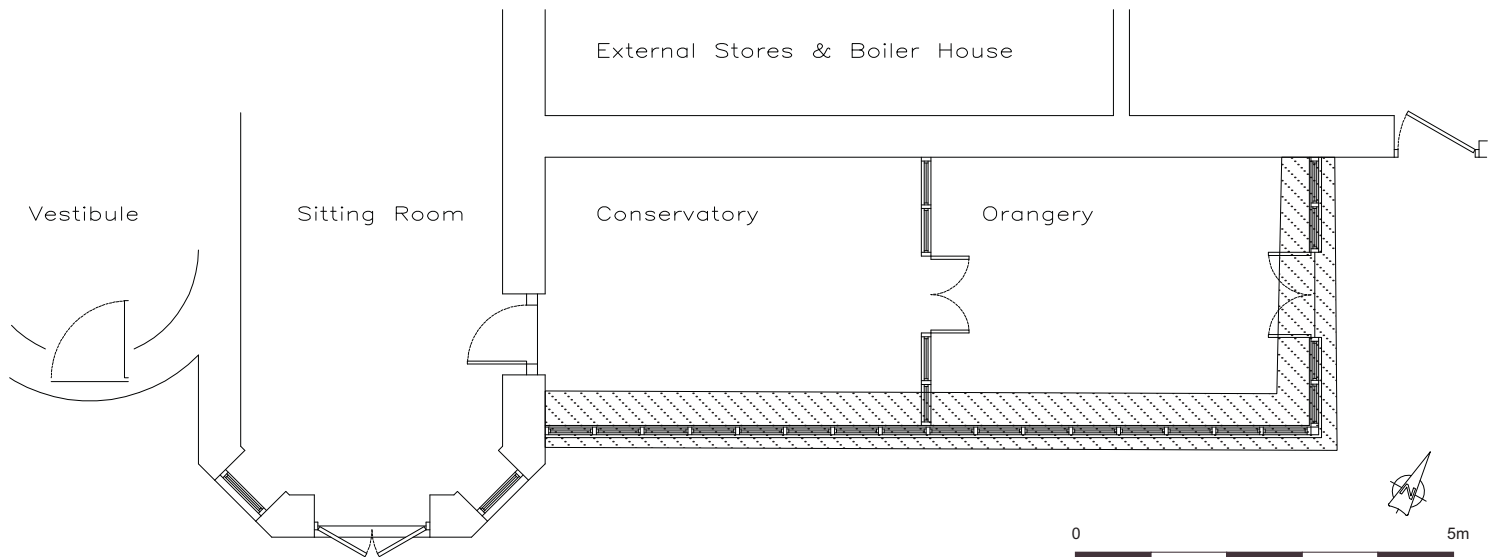 External Stores & Boiler House
Vestibule
Sitting Room
Conservatory
Orangery
N
0
5m